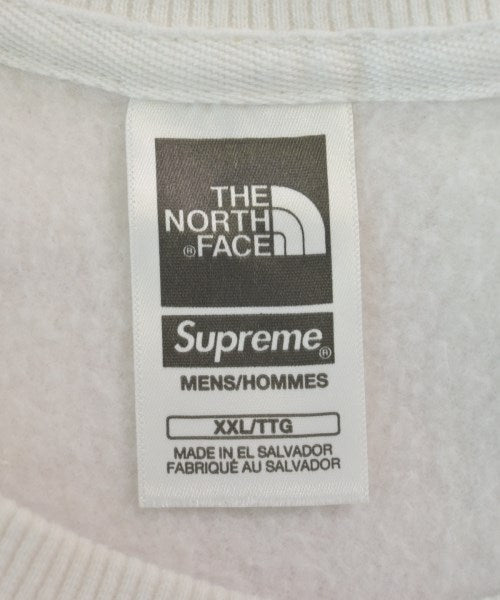 THE
NORTH
®FACE
Supreme®
MENS/HOMMES
XXL/TTG
MADE IN EL SALVADOR
FABRIQUÉ AU SALVADOR